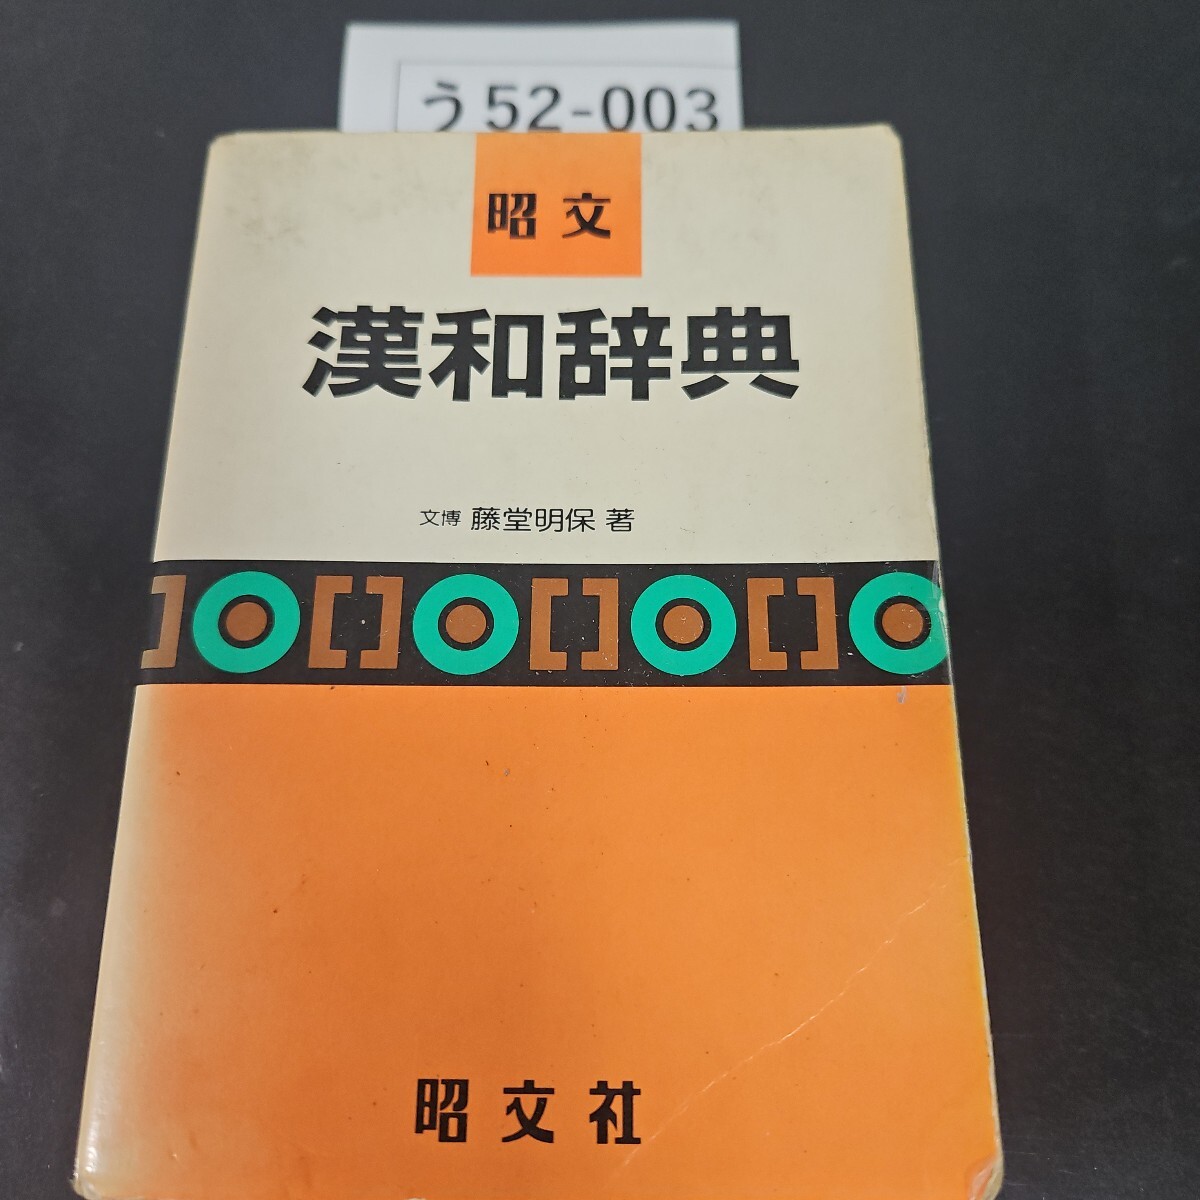 う52-003
昭文
漢和辞典
文博 藤堂明保 著
昭文社